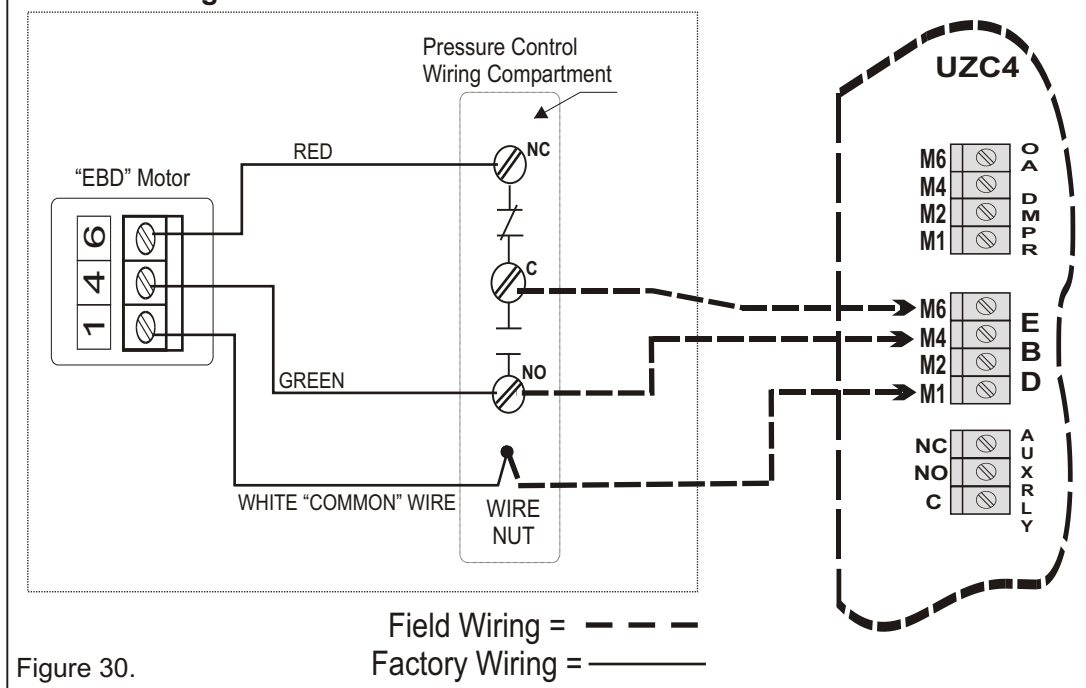 Pressure Control
Wiring Compartment
UZC4
RED
NC
"EBD" Motor
6
4
1
C
NO
GREEN
WHITE "COMMON" WIRE
WIRE
NUT
M6
M4
M2
M1
OA DMPR
M6
M4
M2
M1
EBD
NC
NO
C
AUXRLY
Field Wiring =
Factory Wiring =
Figure 30.